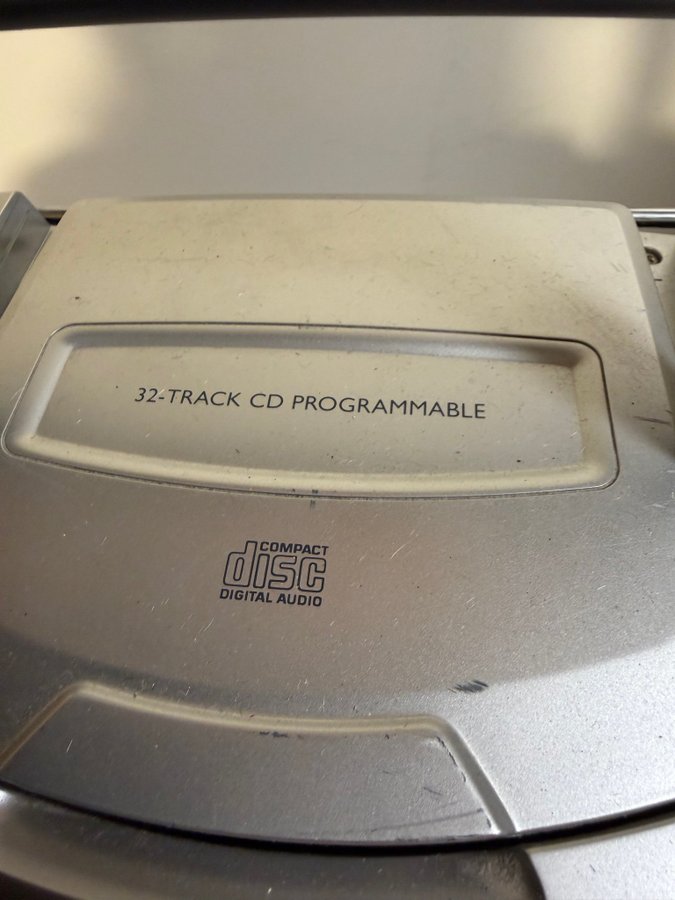 32-TRACK CD PROGRAMMABLE
COMPACT
disc
DIGITAL AUDIO